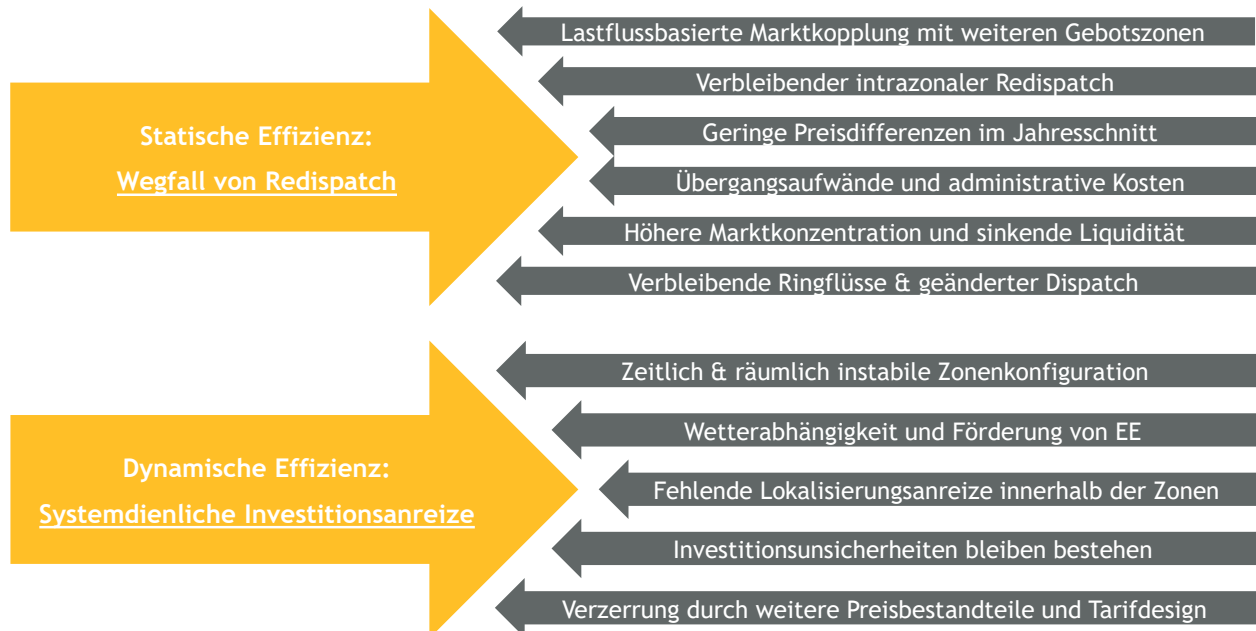 Statische Effizienz:
Wegfall von Redispatch
Lastflussbasierte Marktkopplung mit weiteren Gebotszonen
Verbleibender intrazonaler Redispatch
Geringe Preisdifferenzen im Jahresschnitt
Übergangsaufwände und administrative Kosten
Höhere Marktkonzentration und sinkende Liquidität
Verbleibende Ringflüsse & geänderter Dispatch
Dynamische Effizienz:
Systemdienliche Investitionsanreize
Zeitlich & räumlich instabile Zonenkonfiguration
Wetterabhängigkeit und Förderung von EE
Fehlende Lokalisierungsanreize innerhalb der Zonen
Investitionsunsicherheiten bleiben bestehen
Verzerrung durch weitere Preisbestandteile und Tarifdesign